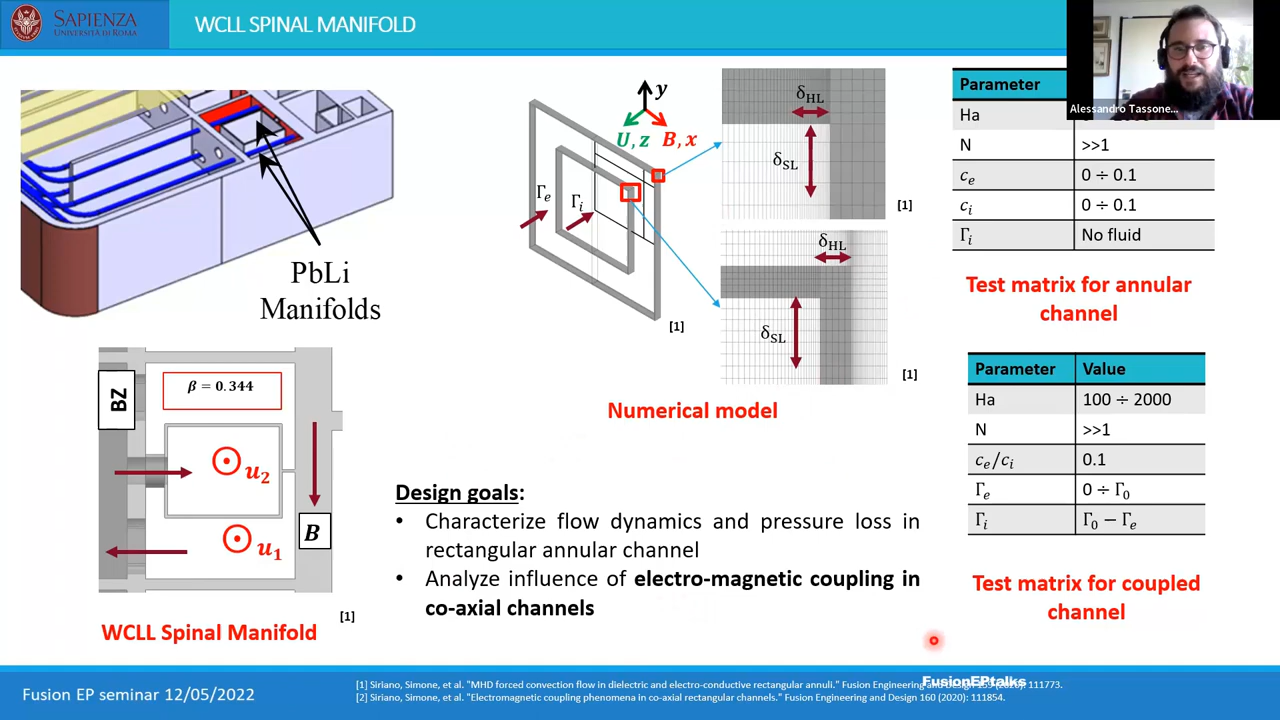 SAPIENZA
UNIVERSITÀ DI ROMA
WCLL SPINAL MANIFOLD
Alessandro Tassone...
PbLi
Manifolds
y
U, z B, x
Γe
Γi
[1]
δHL
δSL
[1]
δHL
δSL
[1]
Numerical model
Parameter
Ha
N >>1
ce 0 ÷ 0.1
ci 0 ÷ 0.1
Γi No fluid
Test matrix for annular
channel
BZ
β = 0.344
u2
u1
B
[1]
WCLL Spinal Manifold
Design goals:
• Characterize flow dynamics and pressure loss in
rectangular annular channel
• Analyze influence of electro-magnetic coupling in
co-axial channels
Parameter Value
Ha 100 ÷ 2000
N >>1
ce/ci 0.1
Γe 0 ÷ Γ0
Γi Γ0 − Γe
Test matrix for coupled
channel
Fusion EP seminar 12/05/2022
[1] Siriano, Simone, et al. "MHD forced convection flow in dielectric and electro-conductive rectangular annuli." Fusion Engineering and Design 111773.
[2] Siriano, Simone, et al. "Electromagnetic coupling phenomena in co-axial rectangular channels." Fusion Engineering and Design 160 (2020): 111854.
FusionEPtalks